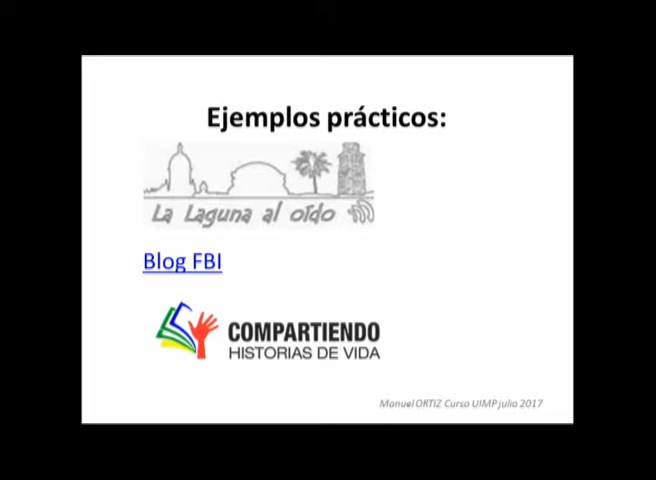 Ejemplos prácticos:
La Laguna al oído
Blog FBI
COMPARTIENDO
HISTORIAS DE VIDA
Manuel ORTIZ Curso UIMP julio 2017